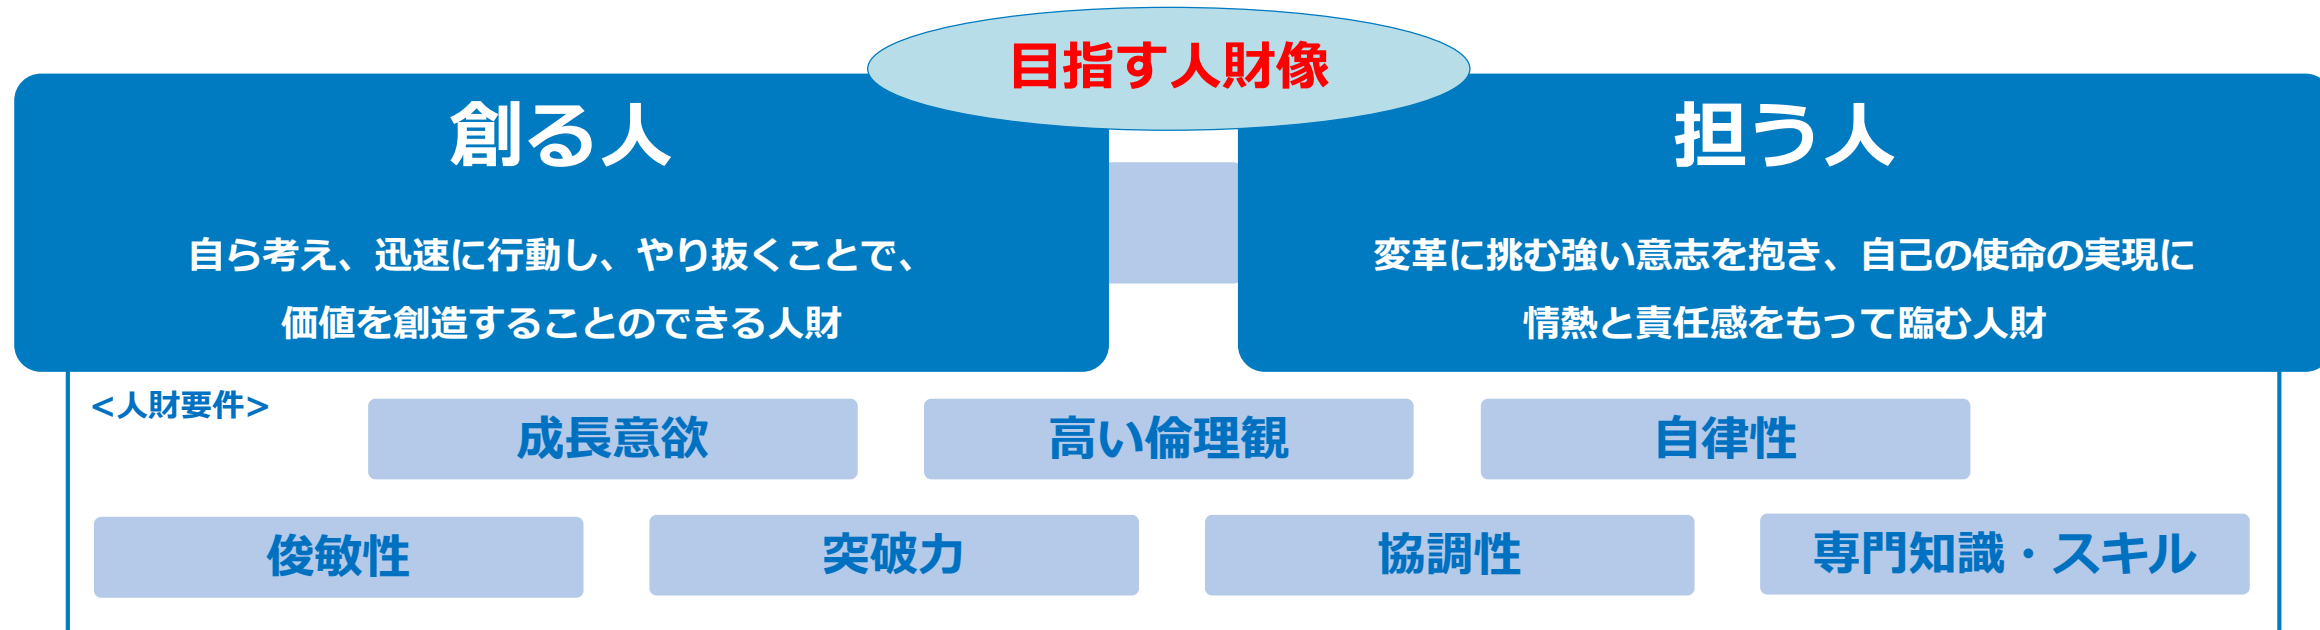 目指す人財像
創る人
自ら考え、迅速に行動し、やり抜くことで、
価値を創造することのできる人財
担う人
変革に挑む強い意志を抱き、自己の使命の実現に
情熱と責任感をもって臨む人財
<人財要件>
成長意欲
高い倫理観
自律性
俊敏性
突破力
協調性
専門知識・スキル